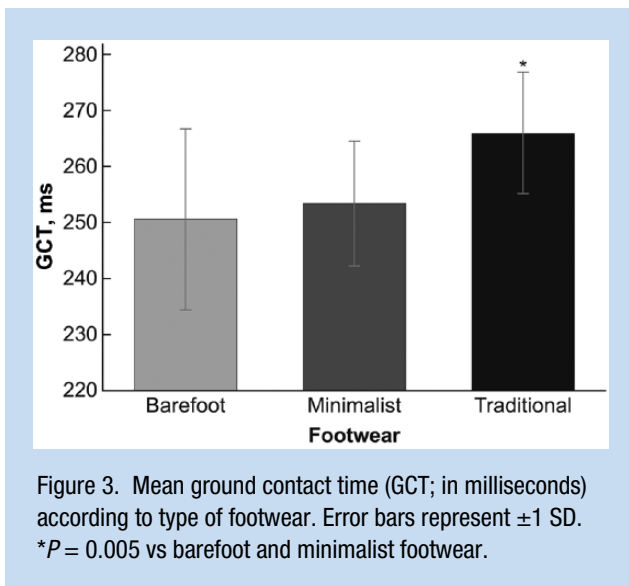 280
270
260
250
240
230
220
GCT, ms
*
Barefoot Minimalist Traditional
Footwear
Figure 3. Mean ground contact time (GCT; in milliseconds)
according to type of footwear. Error bars represent ±1 SD.
*P = 0.005 vs barefoot and minimalist footwear.